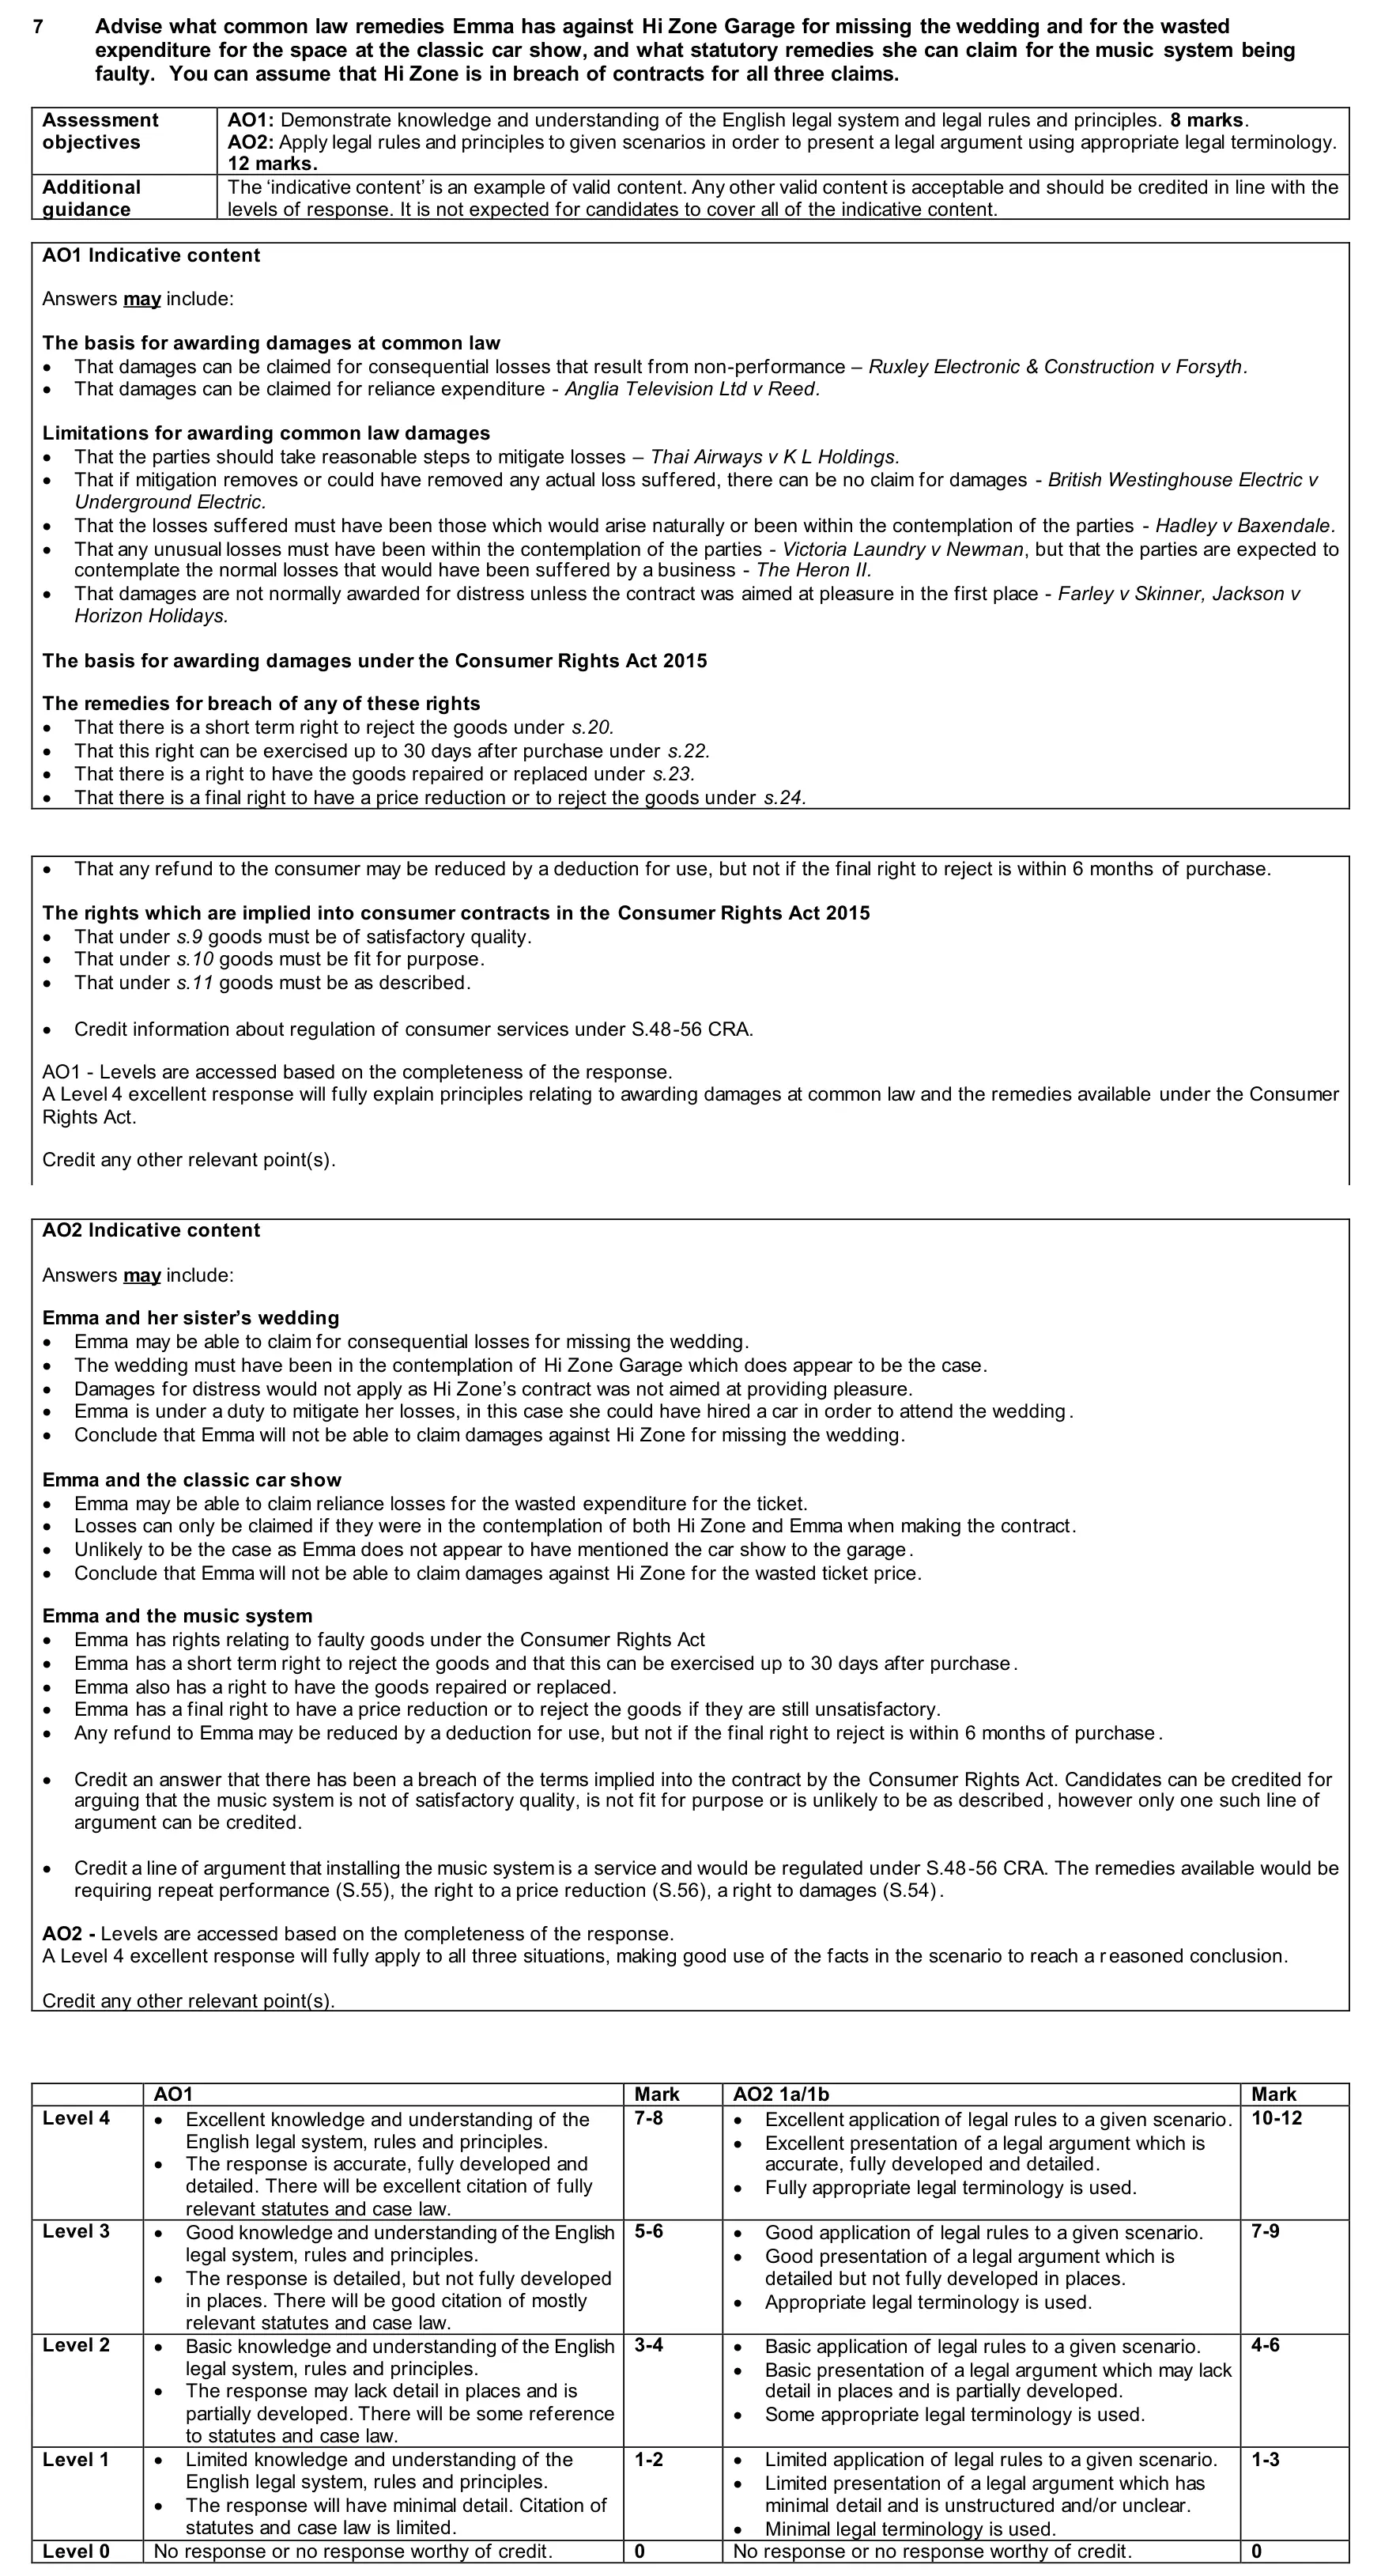 7 Advise what common law remedies Emma has against Hi Zone Garage for missing the wedding and for the wasted
expenditure for the space at the classic car show, and what statutory remedies she can claim for the music system being
faulty. You can assume that Hi Zone is in breach of contracts for all three claims.
Assessment objectives
AO1: Demonstrate knowledge and understanding of the English legal system and legal rules and principles. 8 marks.
AO2: Apply legal rules and principles to given scenarios in order to present a legal argument using appropriate legal terminology.
12 marks.
Additional guidance
The ‘indicative content’ is an example of valid content. Any other valid content is acceptable and should be credited in line with the
levels of response. It is not expected for candidates to cover all of the indicative content.
AO1 Indicative content
Answers may include:
The basis for awarding damages at common law
• That damages can be claimed for consequential losses that result from non-performance – Ruxley Electronic & Construction v Forsyth.
• That damages can be claimed for reliance expenditure - Anglia Television Ltd v Reed.
Limitations for awarding common law damages
• That the parties should take reasonable steps to mitigate losses – Thai Airways v K L Holdings.
• That if mitigation removes or could have removed any actual loss suffered, there can be no claim for damages - British Westinghouse Electric v
Underground Electric.
• That the losses suffered must have been those which would arise naturally or been within the contemplation of the parties - Hadley v Baxendale.
• That any unusual losses must have been within the contemplation of the parties - Victoria Laundry v Newman, but that the parties are expected to
contemplate the normal losses that would have been suffered by a business - The Heron II.
• That damages are not normally awarded for distress unless the contract was aimed at pleasure in the first place - Farley v Skinner, Jackson v
Horizon Holidays.
The basis for awarding damages under the Consumer Rights Act 2015
The remedies for breach of any of these rights
• That there is a short term right to reject the goods under s.20.
• That this right can be exercised up to 30 days after purchase under s.22.
• That there is a right to have the goods repaired or replaced under s.23.
• That there is a final right to have a price reduction or to reject the goods under s.24.
• That any refund to the consumer may be reduced by a deduction for use, but not if the final right to reject is within 6 months of purchase.
The rights which are implied into consumer contracts in the Consumer Rights Act 2015
• That under s.9 goods must be of satisfactory quality.
• That under s.10 goods must be fit for purpose.
• That under s.11 goods must be as described.
• Credit information about regulation of consumer services under S.48-56 CRA.
AO1 - Levels are accessed based on the completeness of the response.
A Level 4 excellent response will fully explain principles relating to awarding damages at common law and the remedies available under the Consumer
Rights Act.
Credit any other relevant point(s).
AO2 Indicative content
Answers may include:
Emma and her sister’s wedding
• Emma may be able to claim for consequential losses for missing the wedding.
• The wedding must have been in the contemplation of Hi Zone Garage which does appear to be the case.
• Damages for distress would not apply as Hi Zone’s contract was not aimed at providing pleasure.
• Emma is under a duty to mitigate her losses, in this case she could have hired a car in order to attend the wedding.
• Conclude that Emma will not be able to claim damages against Hi Zone for missing the wedding.
Emma and the classic car show
• Emma may be able to claim reliance losses for the wasted expenditure for the ticket.
• Losses can only be claimed if they were in the contemplation of both Hi Zone and Emma when making the contract.
• Unlikely to be the case as Emma does not appear to have mentioned the car show to the garage.
• Conclude that Emma will not be able to claim damages against Hi Zone for the wasted ticket price.
Emma and the music system
• Emma has rights relating to faulty goods under the Consumer Rights Act
• Emma has a short term right to reject the goods and that this can be exercised up to 30 days after purchase.
• Emma also has a right to have the goods repaired or replaced.
• Emma has a final right to have a price reduction or to reject the goods if they are still unsatisfactory.
• Any refund to Emma may be reduced by a deduction for use, but not if the final right to reject is within 6 months of purchase.
• Credit an answer that there has been a breach of the terms implied into the contract by the Consumer Rights Act. Candidates can be credited for
arguing that the music system is not of satisfactory quality, is not fit for purpose or is unlikely to be as described, however only one such line of
argument can be credited.
• Credit a line of argument that installing the music system is a service and would be regulated under S.48-56 CRA. The remedies available would be
requiring repeat performance (S.55), the right to a price reduction (S.56), a right to damages (S.54).
AO2 - Levels are accessed based on the completeness of the response.
A Level 4 excellent response will fully apply to all three situations, making good use of the facts in the scenario to reach a reasoned conclusion.
Credit any other relevant point(s).
AO1 Mark AO2 1a/1b Mark
Level 4
• Excellent knowledge and understanding of the
English legal system, rules and principles.
• The response is accurate, fully developed and
detailed. There will be excellent citation of fully
relevant statutes and case law.
7-8
• Excellent application of legal rules to a given scenario.
• Excellent presentation of a legal argument which is
accurate, fully developed and detailed.
• Fully appropriate legal terminology is used.
10-12
Level 3
• Good knowledge and understanding of the English
legal system, rules and principles.
• The response is detailed, but not fully developed
in places. There will be good citation of mostly
relevant statutes and case law.
5-6
• Good application of legal rules to a given scenario.
• Good presentation of a legal argument which is
detailed but not fully developed in places.
• Appropriate legal terminology is used.
7-9
Level 2
• Basic knowledge and understanding of the English
legal system, rules and principles.
• The response may lack detail in places and is
partially developed. There will be some reference
to statutes and case law.
3-4
• Basic application of legal rules to a given scenario.
• Basic presentation of a legal argument which may lack
detail in places and is partially developed.
• Some appropriate legal terminology is used.
4-6
Level 1
• Limited knowledge and understanding of the
English legal system, rules and principles.
• The response will have minimal detail. Citation of
statutes and case law is limited.
1-2
• Limited application of legal rules to a given scenario.
• Limited presentation of a legal argument which has
minimal detail and is unstructured and/or unclear.
• Minimal legal terminology is used.
1-3
Level 0
No response or no response worthy of credit.
0
No response or no response worthy of credit.
0